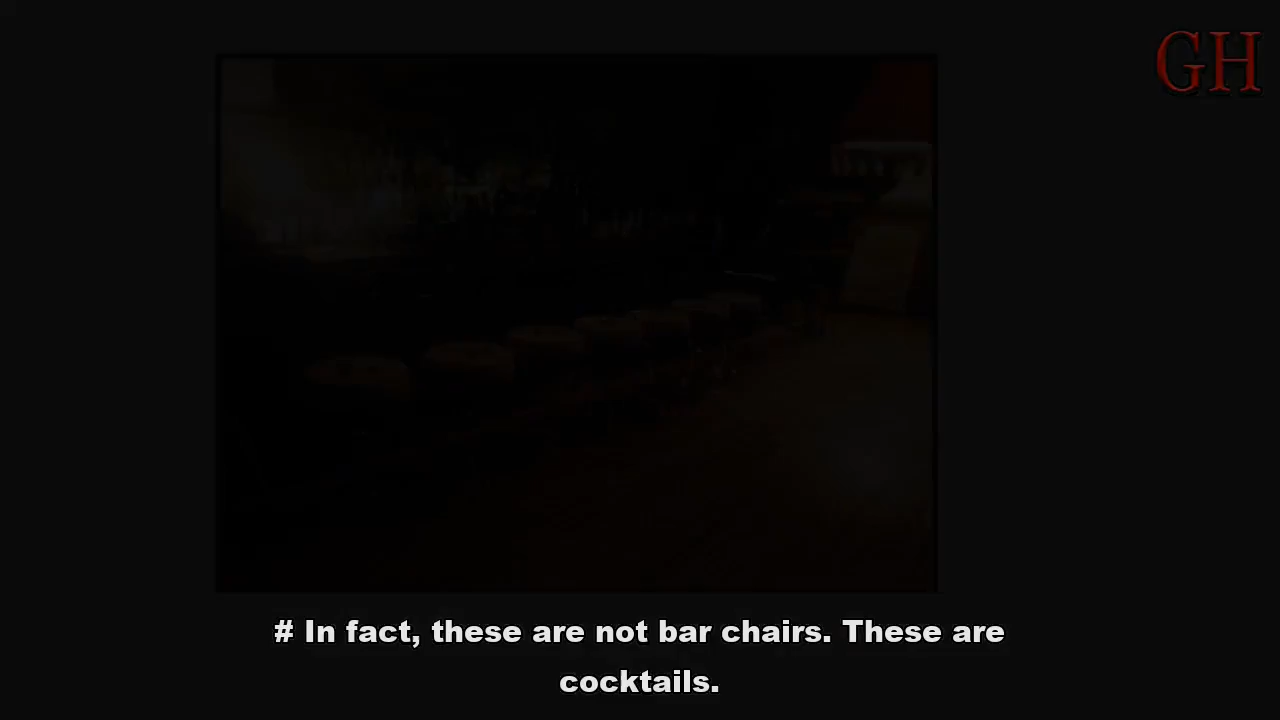 GH
# In fact, these are not bar chairs. These are
cocktails.